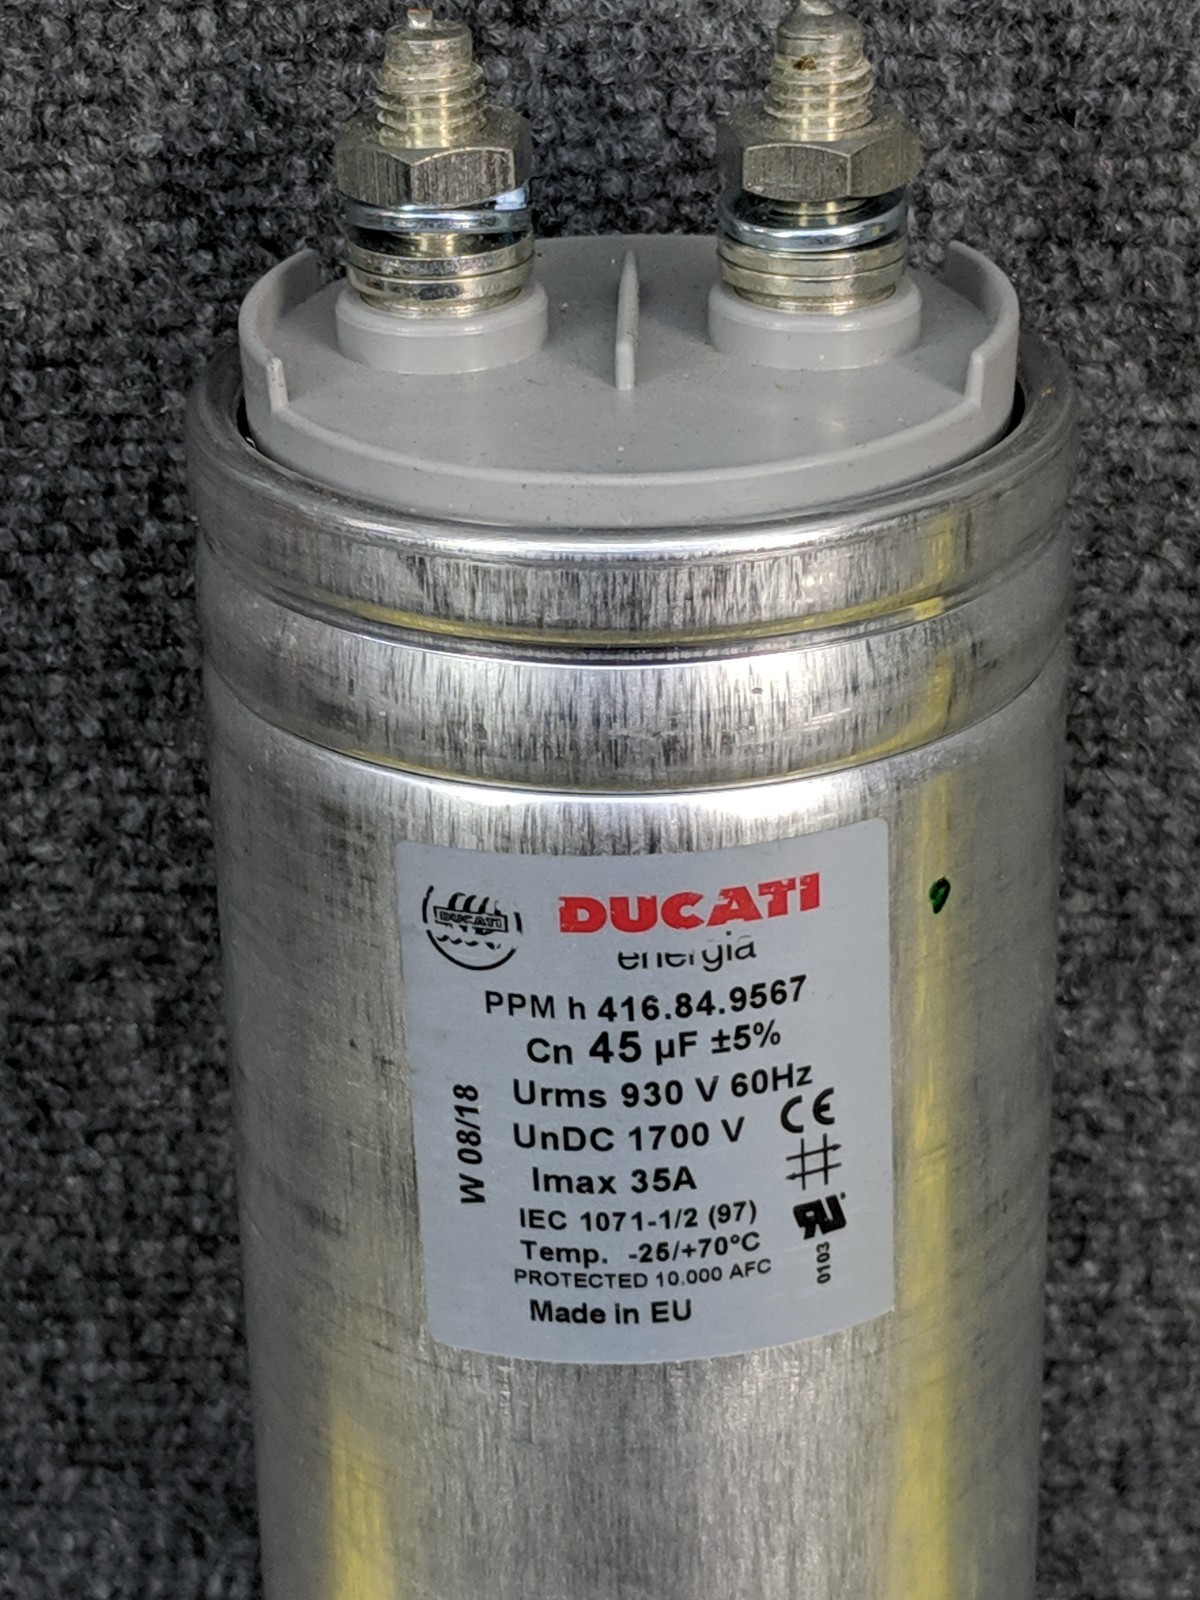 DUCATI
DUCATI
energia
PPM h 416.84.9567
Cn 45 µF ±5%
Urms 930 V 60Hz
UnDC 1700 V
CE
Imax 35A
W 08/18
IEC 1071-1/2 (97)
Temp. -25/+70°C
PROTECTED 10.000 AFC
0103
Made in EU